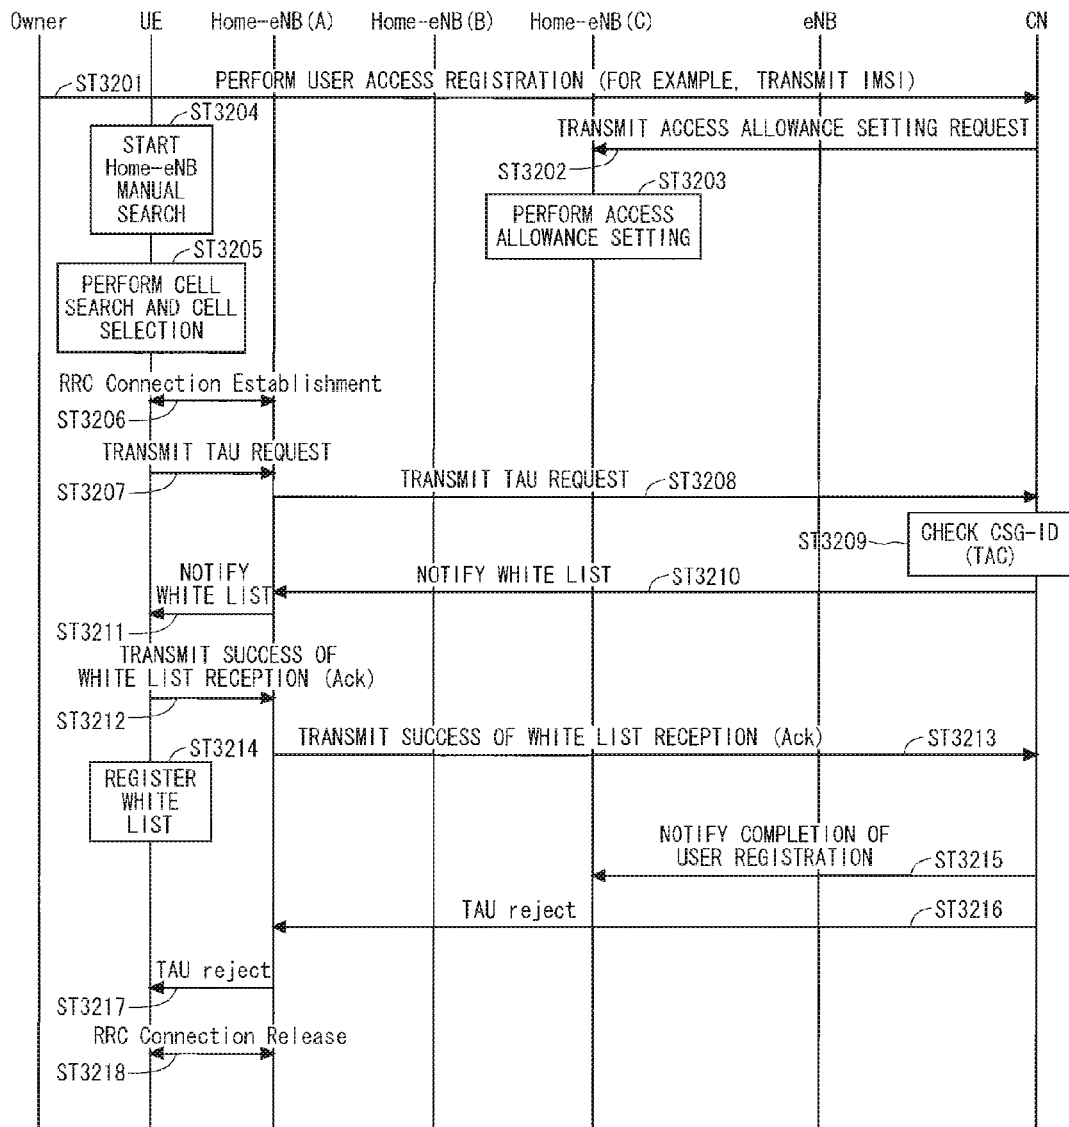 Owner UE Home-eNB(A) Home-eNB(B) Home-eNB(C) eNB CN
ST3201
PERFORM USER ACCESS REGISTRATION (FOR EXAMPLE, TRANSMIT IMSI)
ST3204
START
Home-eNB
MANUAL
SEARCH
TRANSMIT ACCESS ALLOWANCE SETTING REQUEST
ST3202
ST3203
PERFORM ACCESS
ALLOWANCE SETTING
ST3205
PERFORM CELL
SEARCH AND CELL
SELECTION
RRC Connection Establishment
ST3206
TRANSMIT TAU REQUEST
ST3207
TRANSMIT TAU REQUEST
ST3208
ST3209
CHECK CSG-ID
(TAC)
NOTIFY WHITE LIST
ST3210
NOTIFY
WHITE LIST
ST3211
TRANSMIT SUCCESS OF
WHITE LIST RECEPTION (Ack)
ST3212
TRANSMIT SUCCESS OF WHITE LIST RECEPTION (Ack)
ST3213
ST3214
REGISTER
WHITE
LIST
NOTIFY COMPLETION OF
USER REGISTRATION
ST3215
TAU reject
ST3216
TAU reject
ST3217
RRC Connection Release
ST3218